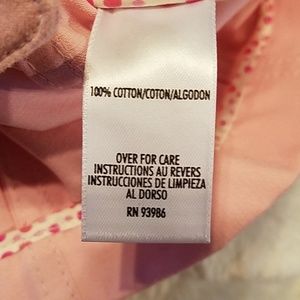 100% COTTON/COTON/ALGODON
OVER FOR CARE
INSTRUCTIONS AU REVERS
INSTRUCCIONES DE LIMPIEZA
AL DORSO
RN 93986